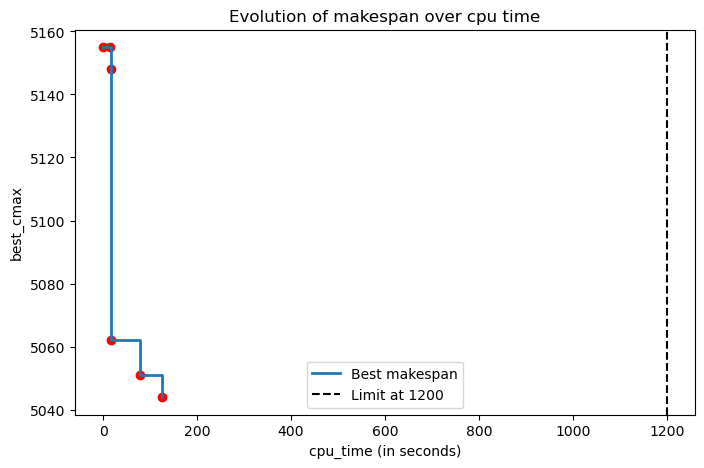 Evolution of makespan over cpu time
5160
5140
5120
5100
5080
5060
5040
best_cmax
0
200
400
600
800
1000
1200
cpu_time (in seconds)
Best makespan
Limit at 1200